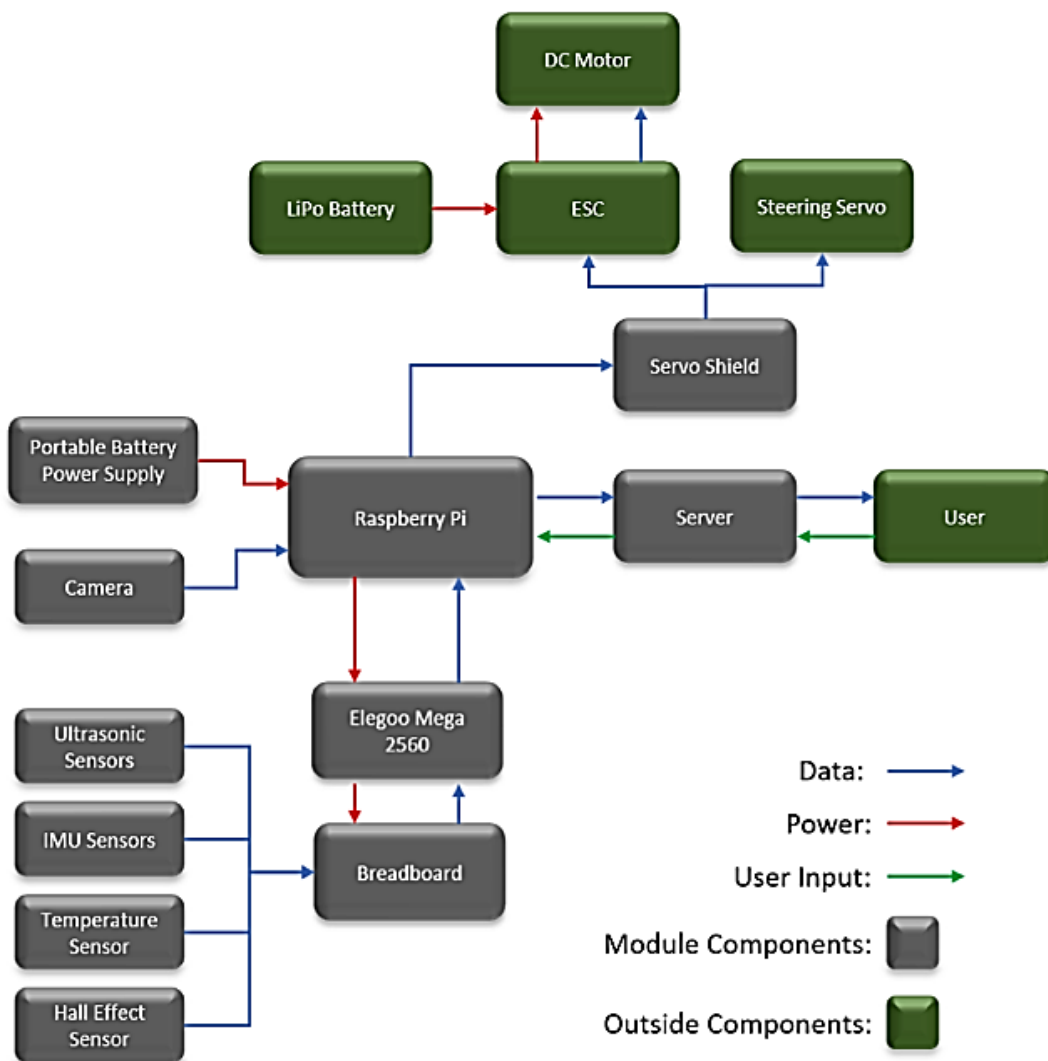 DC Motor
LiPo Battery
ESC
Steering Servo
Servo Shield
Portable Battery
Power Supply
Raspberry Pi
Server
User
Camera
Elegoo Mega
2560
Ultrasonic
Sensors
IMU Sensors
Breadboard
Temperature
Sensor
Hall Effect
Sensor
Data:
Power:
User Input:
Module Components:
Outside Components: